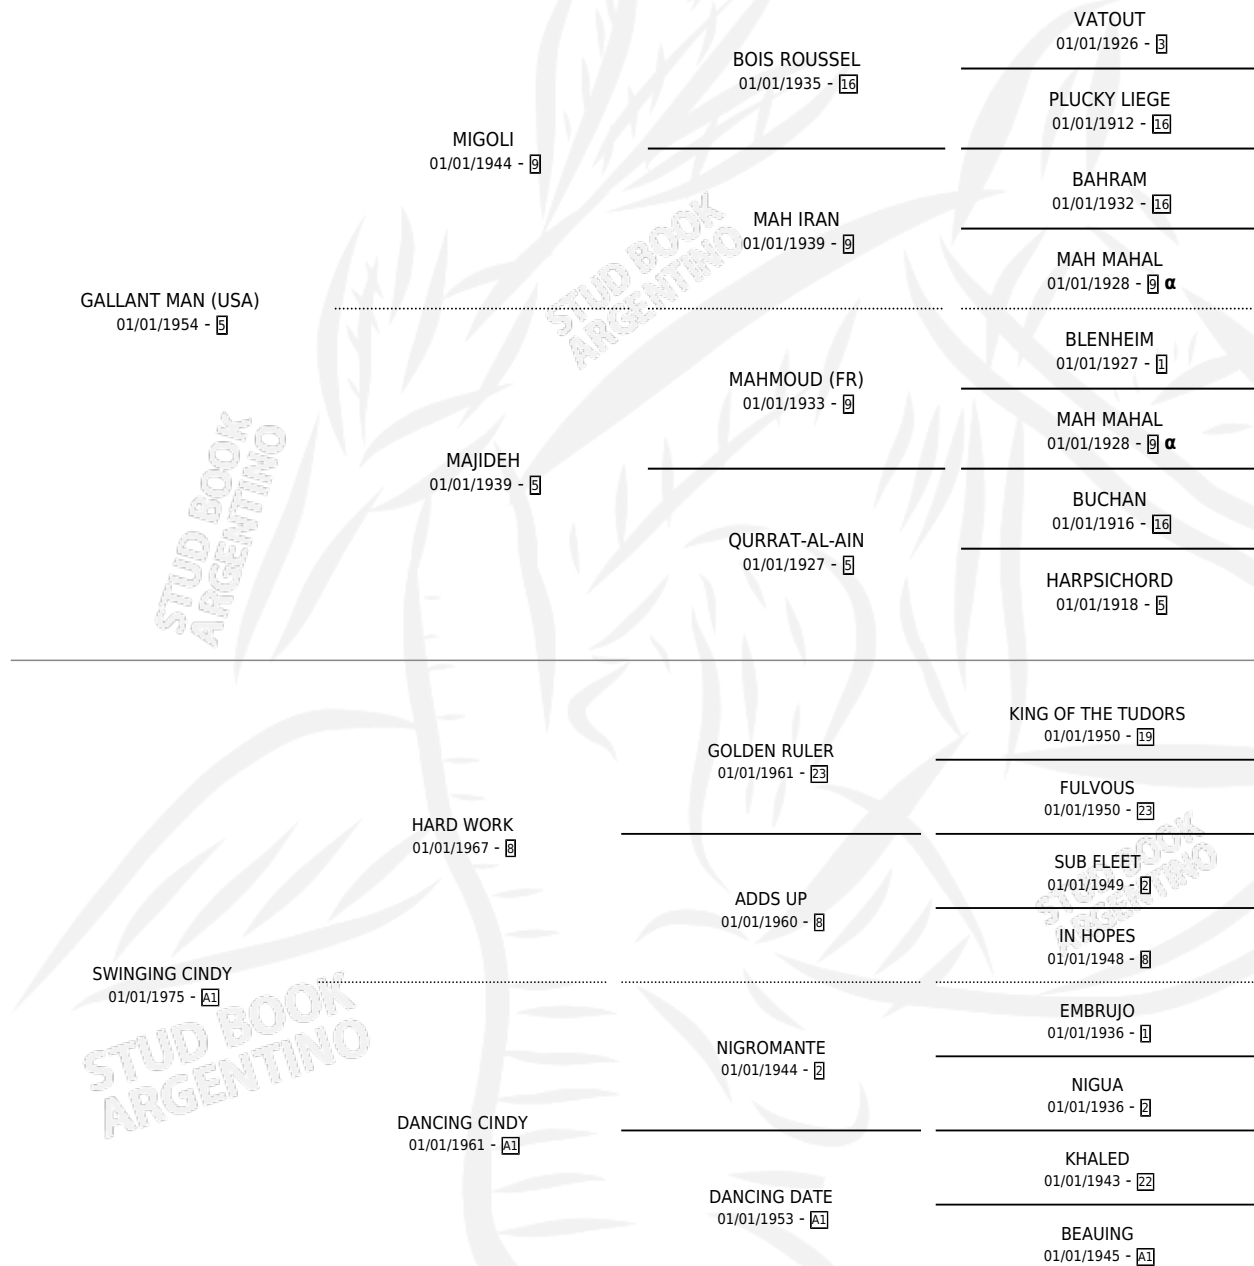 VATOUT
01/01/1926 - 3
BOIS ROUSSEL
01/01/1935 - 16
PLUCKY LIEGE
01/01/1912 - 16
MIGOLI
01/01/1944 - 9
BAHRAM
01/01/1932 - 16
MAH IRAN
01/01/1939 - 9
MAH MAHAL
01/01/1928 - 9 α
GALLANT MAN (USA)
01/01/1954 - 5
BLENHEIM
01/01/1927 - 1
MAHMOUD (FR)
01/01/1933 - 9
MAH MAHAL
01/01/1928 - 9 α
MAJIDEH
01/01/1939 - 5
BUCHAN
01/01/1916 - 16
QURRAT-AL-AIN
01/01/1927 - 5
HARPSICHORD
01/01/1918 - 5
KING OF THE TUDORS
01/01/1950 - 19
GOLDEN RULER
01/01/1961 - 23
FULVOUS
01/01/1950 - 23
HARD WORK
01/01/1967 - 8
SUB FLEET
01/01/1949 - 2
ADDS UP
01/01/1960 - 8
IN HOPES
01/01/1948 - 8
SWINGING CINDY
01/01/1975 - A1
EMBRUJO
01/01/1936 - 1
NIGROMANTE
01/01/1944 - 2
NIGUA
01/01/1936 - 2
DANCING CINDY
01/01/1961 - A1
KHALED
01/01/1943 - 22
DANCING DATE
01/01/1953 - A1
BEAUING
01/01/1945 - A1
STUD BOOK
ARGENTINO
STUD BOOK
ARGENTINO
STUD BOOK
ARGENTINO
STUD BOOK
ARGENTINO